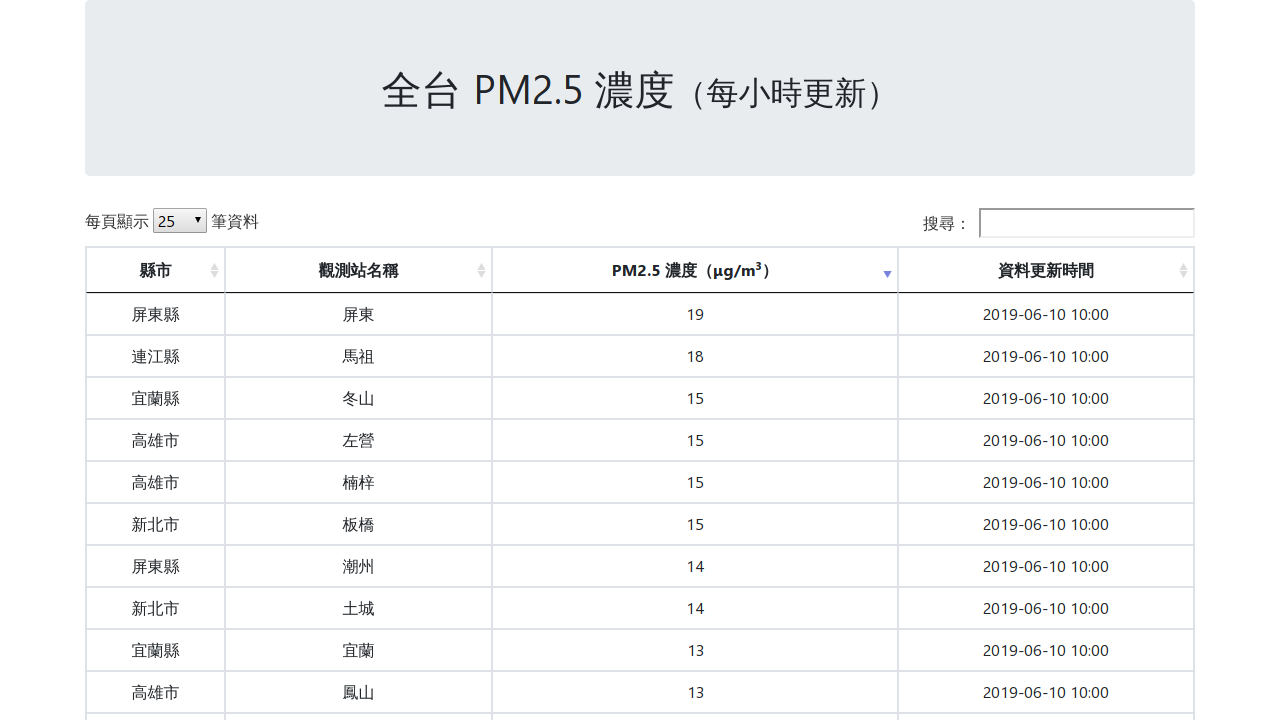 全台 PM2.5 濃度（每小時更新）
每頁顯示 25 筆資料 搜尋：
縣市 觀測站名稱 PM2.5 濃度（μg/m³） 資料更新時間
屏東縣 屏東 19 2019-06-10 10:00
連江縣 馬祖 18 2019-06-10 10:00
宜蘭縣 冬山 15 2019-06-10 10:00
高雄市 左營 15 2019-06-10 10:00
高雄市 楠梓 15 2019-06-10 10:00
新北市 板橋 15 2019-06-10 10:00
屏東縣 潮州 14 2019-06-10 10:00
新北市 土城 14 2019-06-10 10:00
宜蘭縣 宜蘭 13 2019-06-10 10:00
高雄市 鳳山 13 2019-06-10 10:00